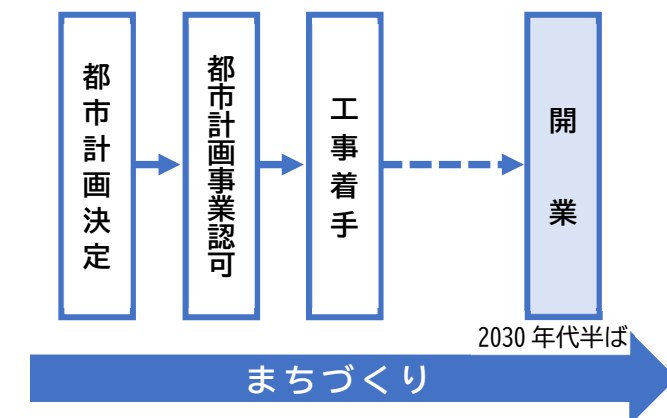 都市計画決定
都市計画事業認可
工事着手
開業
2030年代半ば
まちづくり